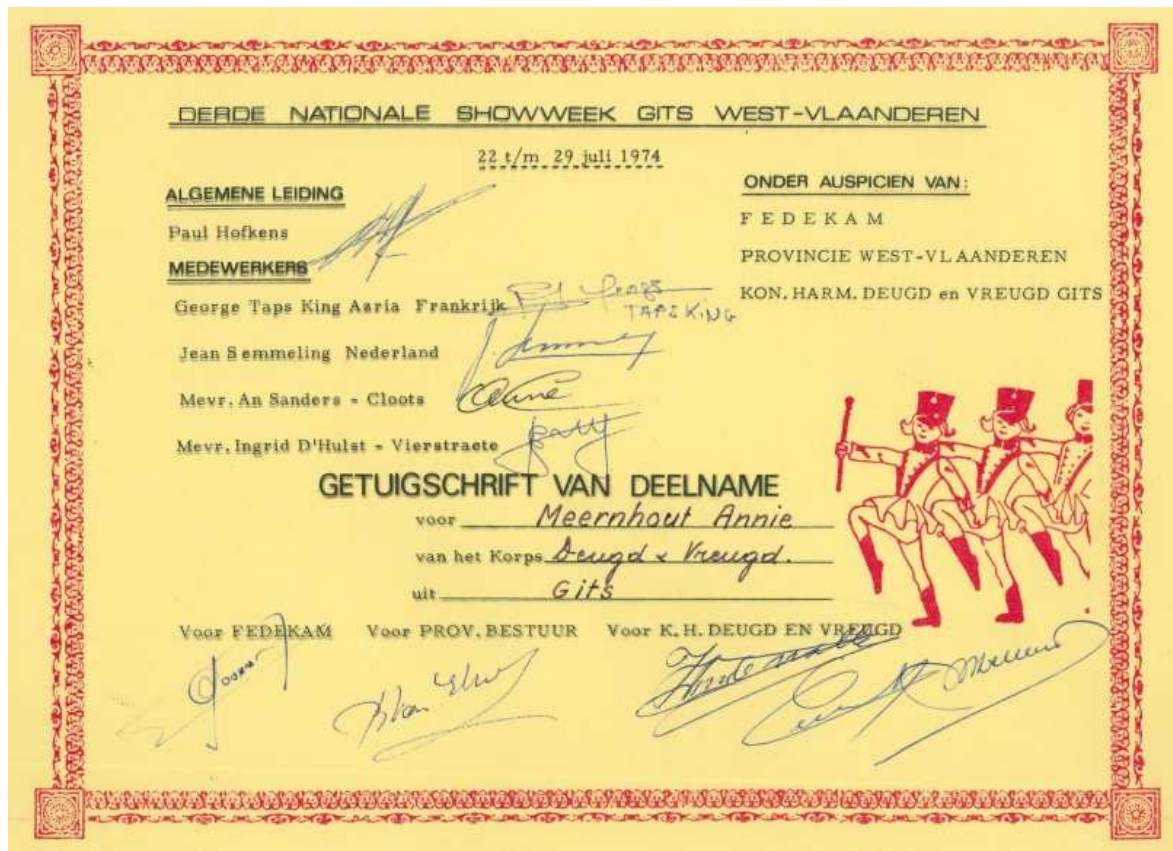 DERDE NATIONALE SHOWWEEK GITS WEST-VLAANDEREN
22 t/m 29 juli 1974
ALGEMENE LEIDING
Paul Hofkens
MEDEWERKERS
George Taps King Asria Frankrijk
TAPS KING
Jean Semmeling Nederland
Mevr. An Sanders - Cloots
Mevr. Ingrid D'Hulst - Vierstraete
ONDER AUSPICIEN VAN:
FEDEKAM
PROVINCIE WEST-VLAANDEREN
KON. HARM. DEUGD en VREUGD GITS
GETUIGSCHRIFT VAN DEELNAME
voor Meernhout Annie
van het Korps Deugd & Vreugd.
uit Gits
Voor FEDEKAM Voor PROV. BESTUUR Voor K. H. DEUGD EN VREUGD